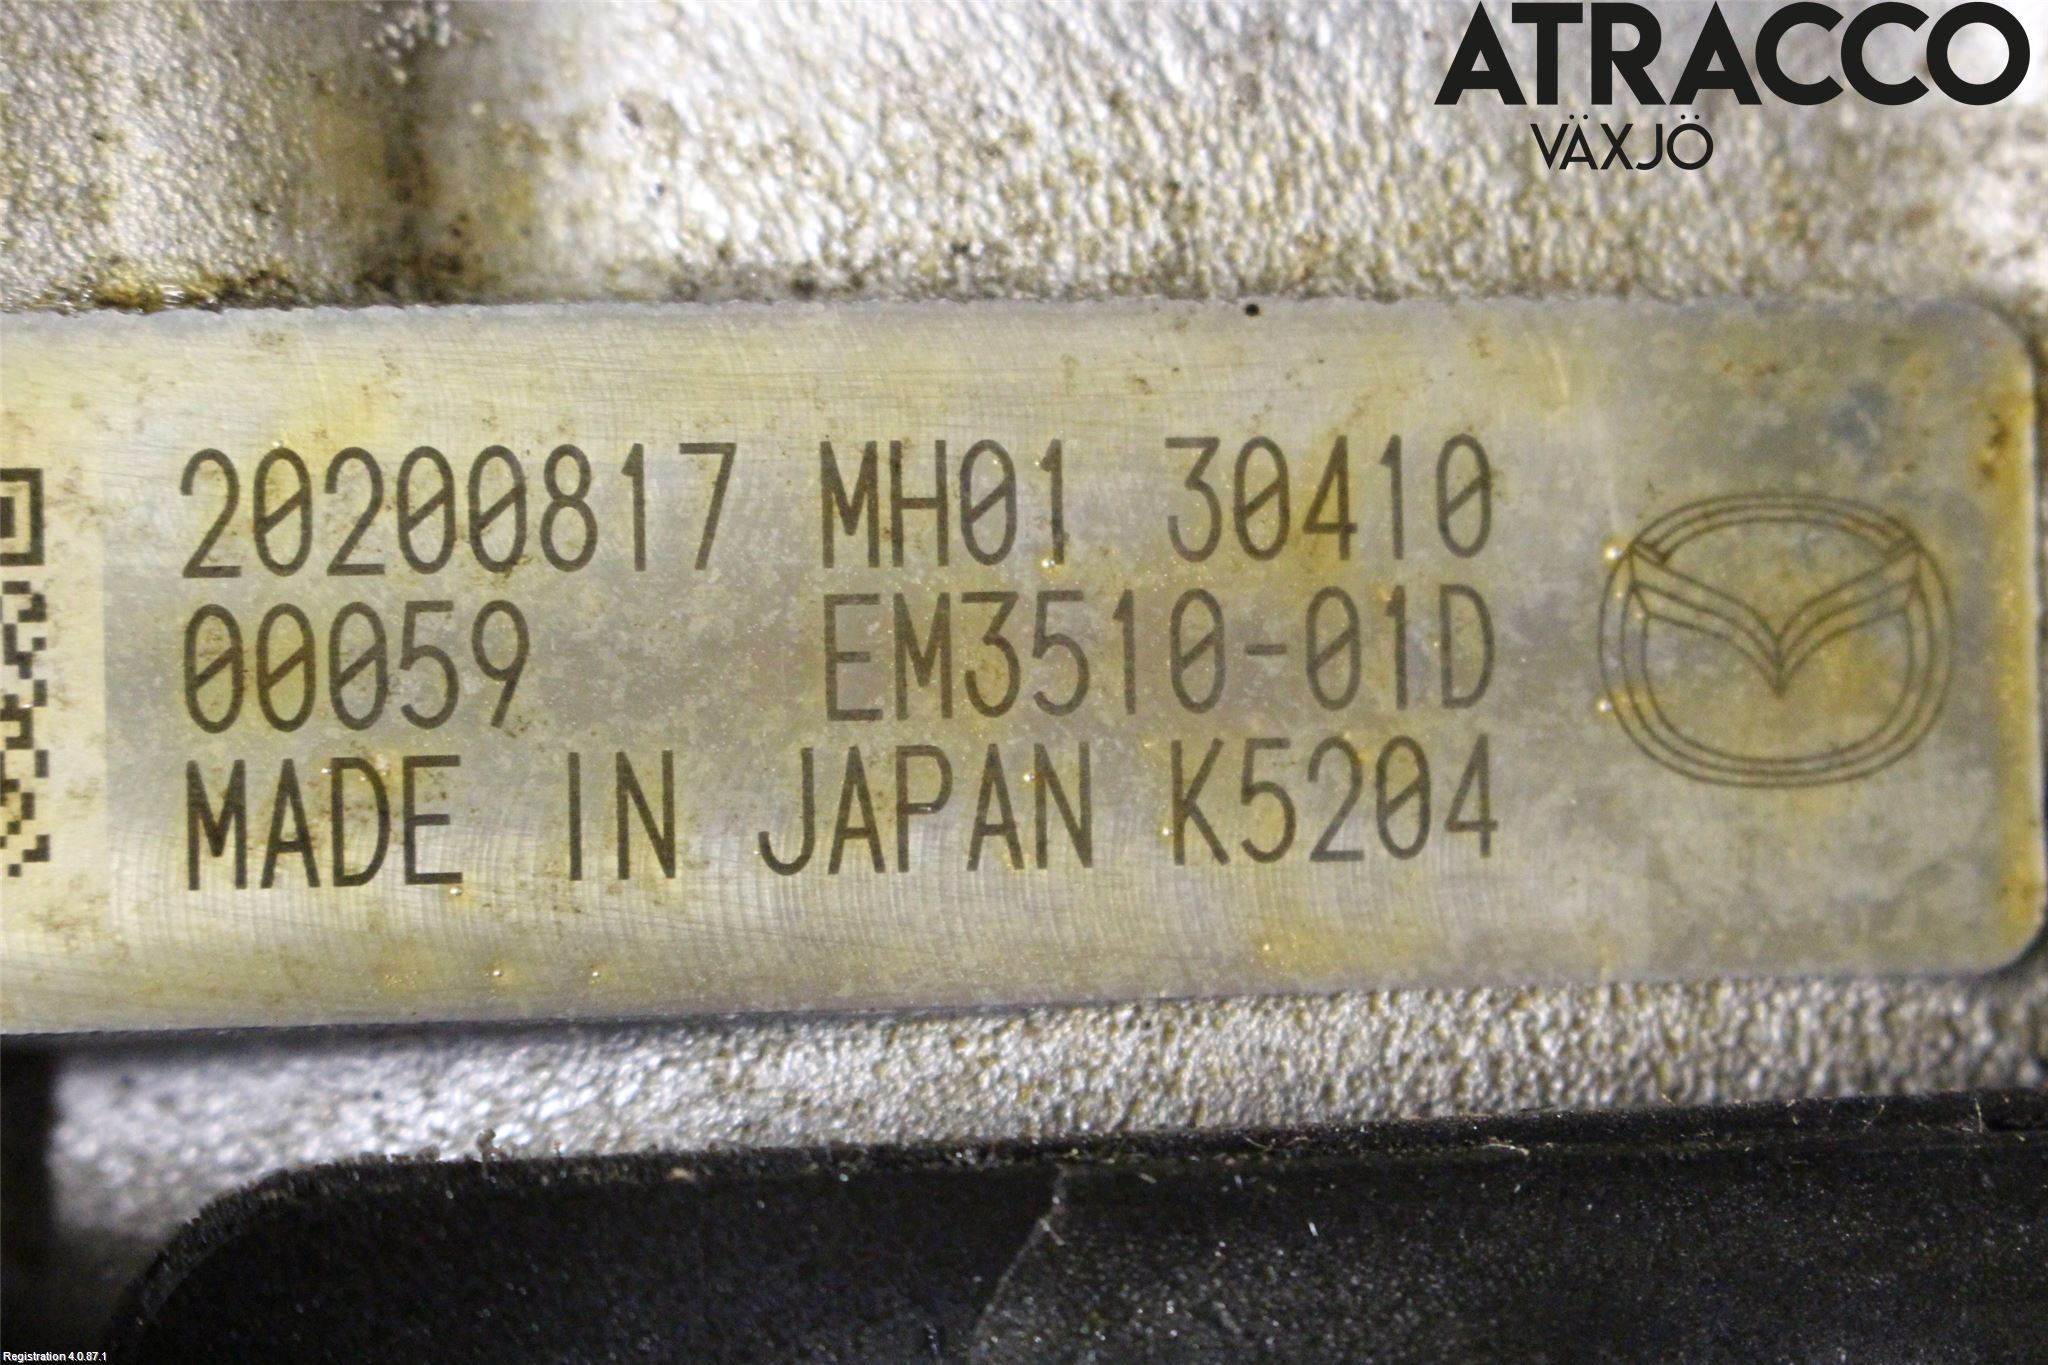 ATRACCO
VÄXJÖ
20200817 MH01 30410
00059 EM3510-01D
MADE IN JAPAN K5204
Registration 4.0.87.1